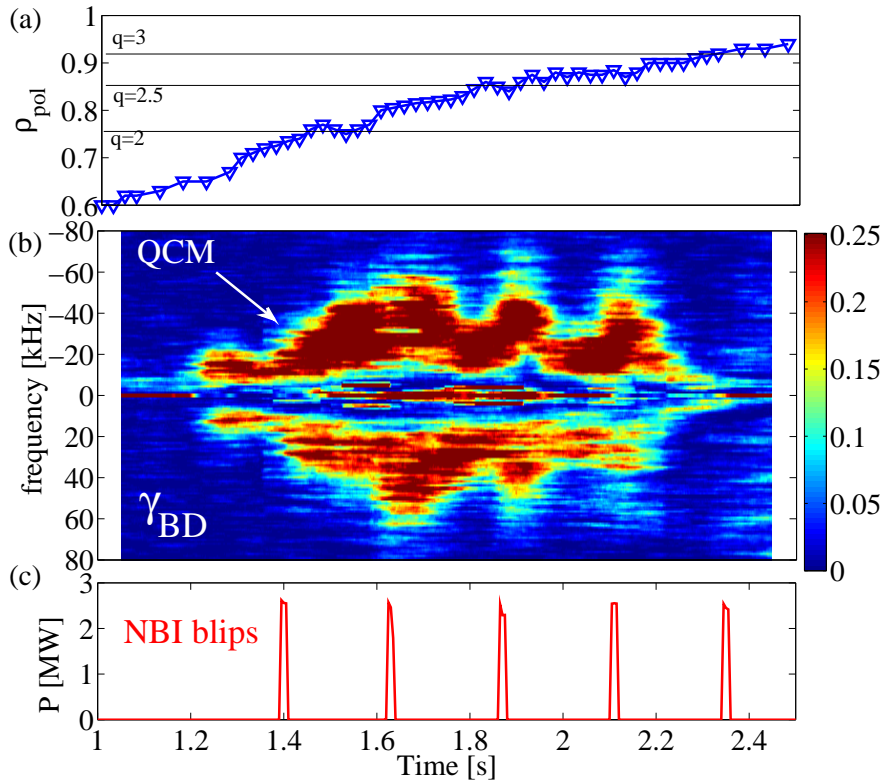 (a)
1
0.9
0.8
0.7
0.6
ρpol
q=3
q=2.5
q=2
(b)
−80
−60
−40
−20
0
20
40
60
80
frequency [kHz]
QCM
γBD
0.25
0.2
0.15
0.1
0.05
0
(c)
3
2
1
0
P [MW]
NBI blips
1 1.2 1.4 1.6 1.8 2 2.2 2.4
Time [s]